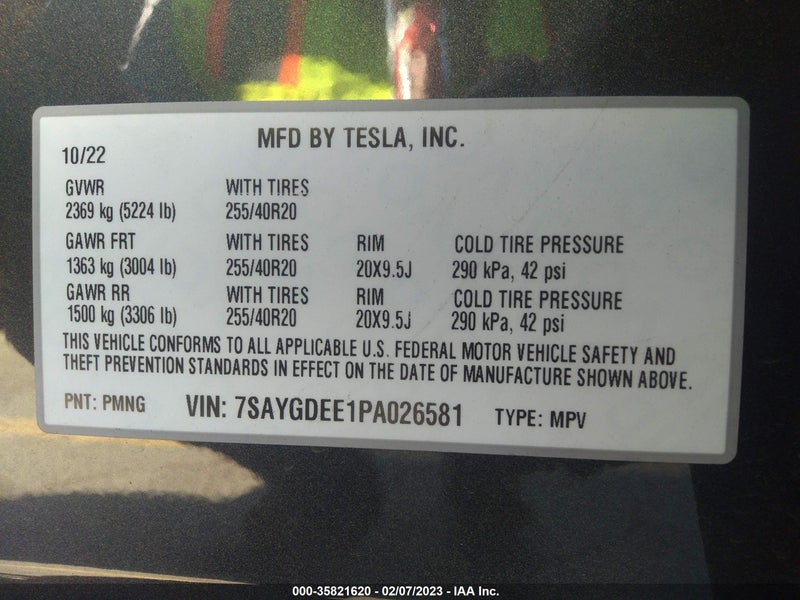 MFD BY TESLA, INC.
10/22
GVWR WITH TIRES
2369 kg (5224 lb) 255/40R20
GAWR FRT WITH TIRES RIM COLD TIRE PRESSURE
1363 kg (3004 lb) 255/40R20 20X9.5J 290 kPa, 42 psi
GAWR RR WITH TIRES RIM COLD TIRE PRESSURE
1500 kg (3306 lb) 255/40R20 20X9.5J 290 kPa, 42 psi
THIS VEHICLE CONFORMS TO ALL APPLICABLE U.S. FEDERAL MOTOR VEHICLE SAFETY AND
THEFT PREVENTION STANDARDS IN EFFECT ON THE DATE OF MANUFACTURE SHOWN ABOVE.
PNT: PMNG VIN: 7SAYGDEE1PA026581 TYPE: MPV
000-35821620 - 02/07/2023 - IAA Inc.